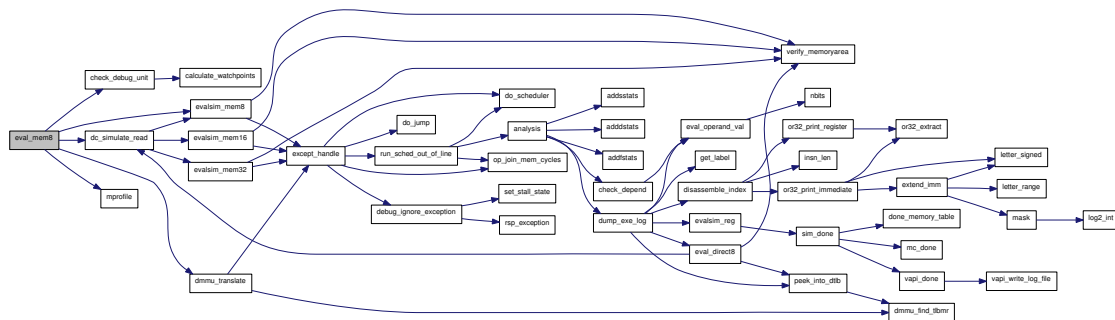 eval_mem8
check_debug_unit
dc_simulate_read
mprofile
calculate_watchpoints
evalsim_mem8
evalsim_mem16
evalsim_mem32
dmmu_translate
except_handle
do_jump
run_sched_out_of_line
debug_ignore_exception
do_scheduler
analysis
op_join_mem_cycles
set_stall_state
rsp_exception
addsstats
adddstats
addfstats
check_depend
dump_exe_log
eval_operand_val
get_label
disassemble_index
evalsim_reg
eval_direct8
verify_memoryarea
nbits
or32_print_register
insn_len
or32_print_immediate
sim_done
peek_into_dtlb
or32_extract
extend_imm
done_memory_table
mc_done
vapi_done
dmmu_find_tlbmr
letter_signed
letter_range
mask
vapi_write_log_file
log2_int